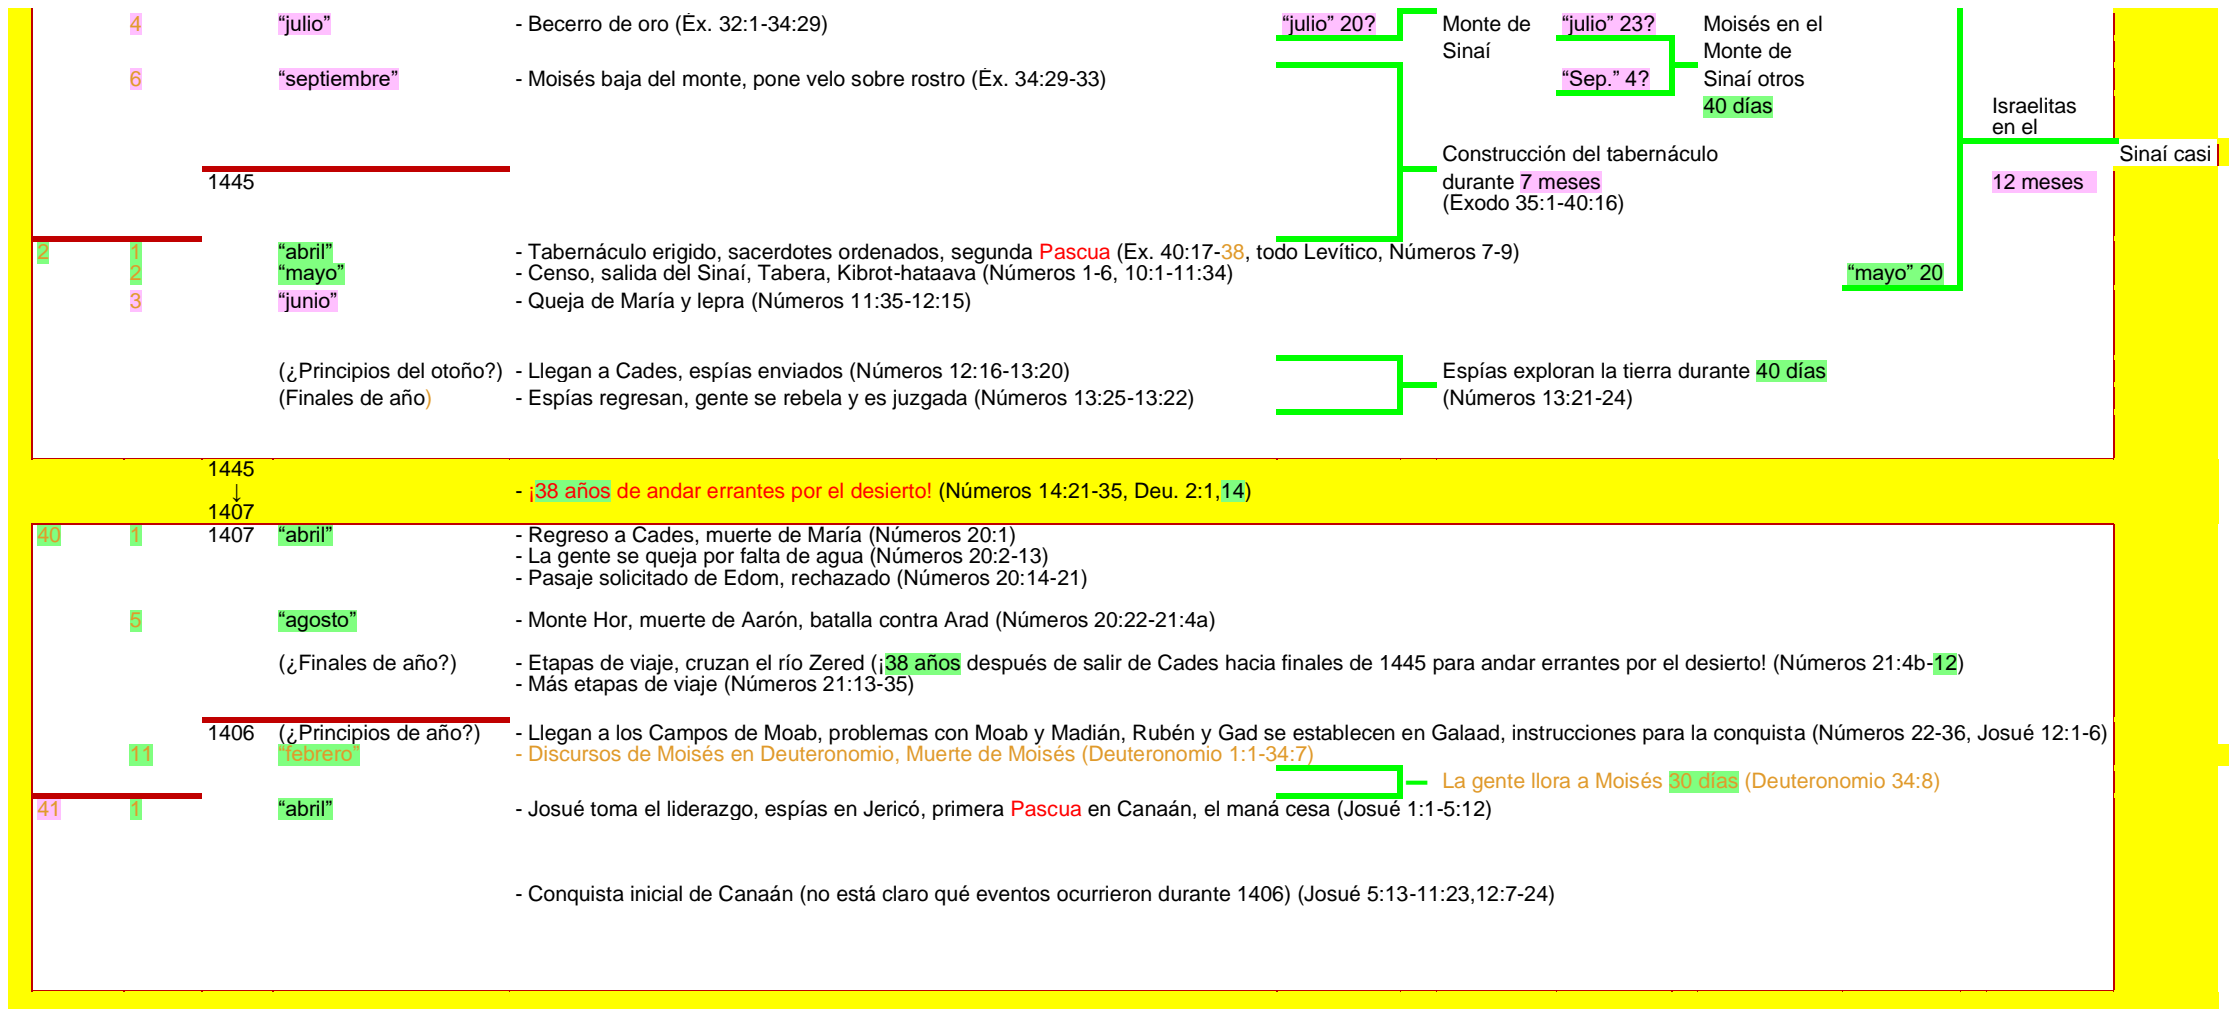 4 “julio” - Becerro de oro (Éx. 32:1-34:29) “julio” 20? Monte de “julio” 23? Moisés en el
Sinaí Monte de
6 “septiembre” - Moisés baja del monte, pone velo sobre rostro (Éx. 34:29-33) “Sep.” 4? Sinaí otros
40 días Israelitas
en el
Construcción del tabernáculo Sinaí casi
1445 durante 7 meses 12 meses
(Exodo 35:1-40:16)
2 1 “abril” - Tabernáculo erigido, sacerdotes ordenados, segunda Pascua (Ex. 40:17-38, todo Levítico, Números 7-9)
2 “mayo” - Censo, salida del Sinaí, Tabera, Kibrot-hataava (Números 1-6, 10:1-11:34) “mayo” 20
3 “junio” - Queja de María y lepra (Números 11:35-12:15)
(¿Principios del otoño?) - Llegan a Cades, espías enviados (Números 12:16-13:20) Espías exploran la tierra durante 40 días
(Finales de año) - Espías regresan, gente se rebela y es juzgada (Números 13:25-13:22) (Números 13:21-24)
1445
↓ - ¡38 años de andar errantes por el desierto! (Números 14:21-35, Deu. 2:1,14)
1407
40 1 1407 “abril” - Regreso a Cades, muerte de María (Números 20:1)
- La gente se queja por falta de agua (Números 20:2-13)
- Pasaje solicitado de Edom, rechazado (Números 20:14-21)
5 “agosto” - Monte Hor, muerte de Aarón, batalla contra Arad (Números 20:22-21:4a)
(¿Finales de año?) - Etapas de viaje, cruzan el río Zered (¡38 años después de salir de Cades hacia finales de 1445 para andar errantes por el desierto! (Números 21:4b-12)
- Más etapas de viaje (Números 21:13-35)
1406 (¿Principios de año?) - Llegan a los Campos de Moab, problemas con Moab y Madián, Rubén y Gad se establecen en Galaad, instrucciones para la conquista (Números 22-36, Josué 12:1-6)
11 “febrero” - Discursos de Moisés en Deuteronomio, Muerte de Moisés (Deuteronomio 1:1-34:7)
La gente llora a Moisés 30 días (Deuteronomio 34:8)
41 1 “abril” - Josué toma el liderazgo, espías en Jericó, primera Pascua en Canaán, el maná cesa (Josué 1:1-5:12)
- Conquista inicial de Canaán (no está claro qué eventos ocurrieron durante 1406) (Josué 5:13-11:23,12:7-24)